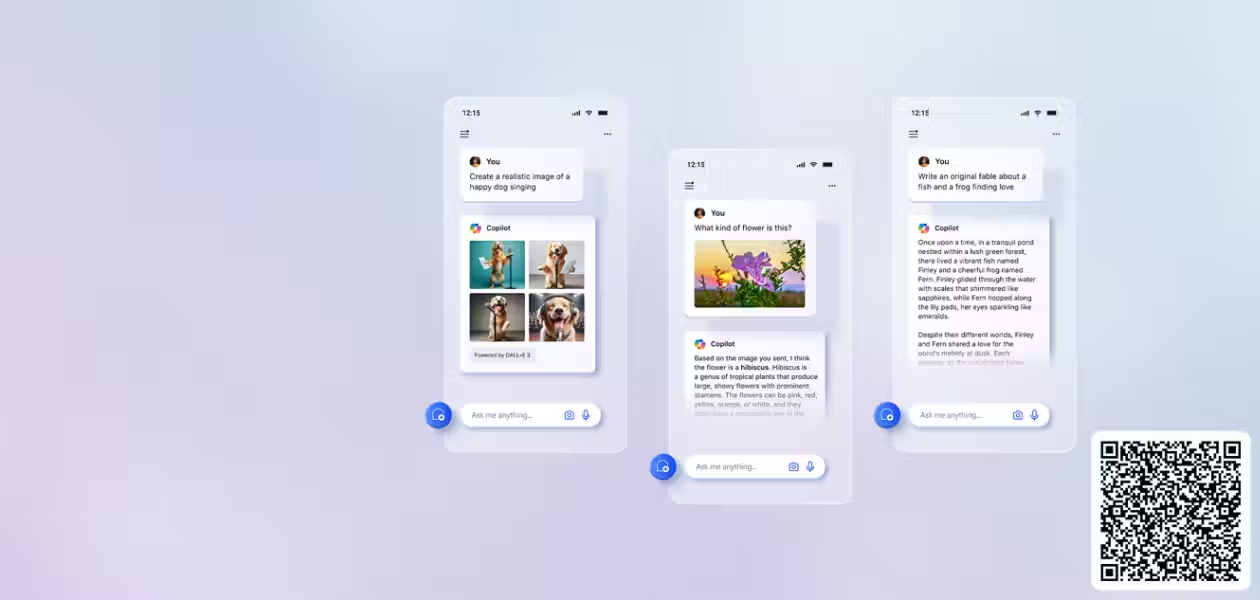 12:15
You
Create a realistic image of a
happy dog singing
Copilot
Powered by DALL•E 3
Ask me anything...
12:15
You
What kind of flower is this?
Copilot
Based on the image you sent, I think
the flower is a hibiscus. Hibiscus is
a genus of tropical plants that produce
large, showy flowers with prominent
stamens. The flowers can be pink, red,
yellow, orange, or white, and they
often have a
Ask me anything...
12:15
You
Write an original fable about a
fish and a frog finding love
Copilot
Once upon a time, in a tranquil pond
nestled within a lush green forest,
there lived a vibrant fish named
Finley and a cheerful frog named
Fern. Finley glided through the water
with scales that shimmered like
sapphires, while Fern hopped along
the lily pads, her eyes sparkling like
emeralds.
Despite their different worlds, Finley
and Fern shared a love for the
pond's melody at dusk. Each
Ask me anything...